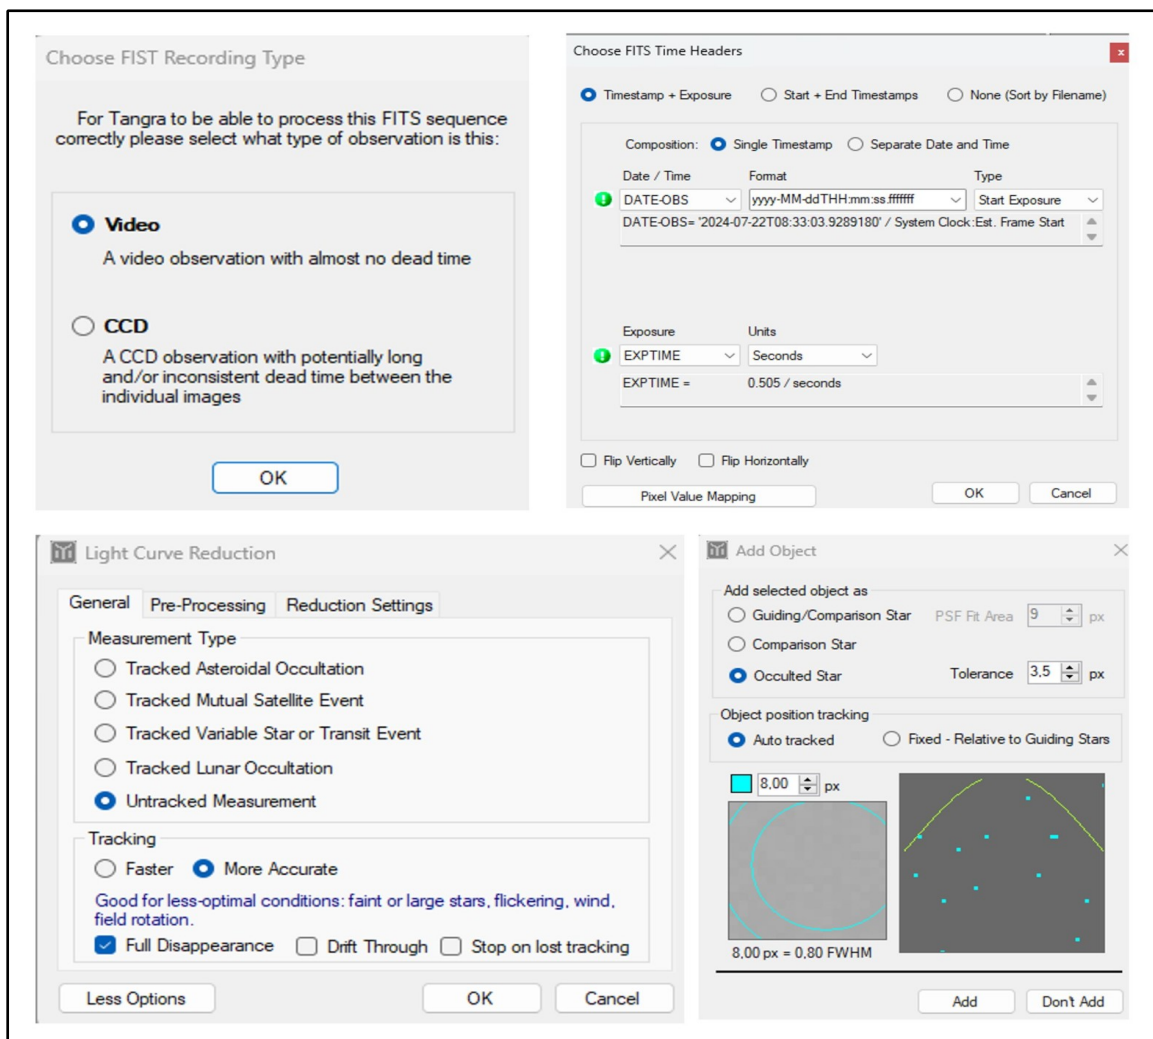 Choose FIST Recording Type
For Tangra to be able to process this FITS sequence
correctly please select what type of observation is this:
Video
A video observation with almost no dead time
CCD
A CCD observation with potentially long
and/or inconsistent dead time between the
individual images
OK
Choose FITS Time Headers
x
Timestamp + Exposure Start + End Timestamps None (Sort by Filename)
Composition: Single Timestamp Separate Date and Time
Date / Time Format Type
DATE-OBS yyyy-MM-ddTHH:mm:ss.fffffff Start Exposure
DATE-OBS= '2024-07-22T08:33:03.9289180' / System Clock:Est. Frame Start
Exposure Units
EXPTIME Seconds
EXPTIME = 0.505 / seconds
Flip Vertically Flip Horizontally
Pixel Value Mapping OK Cancel
Light Curve Reduction
General Pre-Processing Reduction Settings
Measurement Type
Tracked Asteroidal Occultation
Tracked Mutual Satellite Event
Tracked Variable Star or Transit Event
Tracked Lunar Occultation
Untracked Measurement
Tracking
Faster More Accurate
Good for less-optimal conditions: faint or large stars, flickering, wind,
field rotation.
Full Disappearance Drift Through Stop on lost tracking
Less Options OK Cancel
Add Object
Add selected object as
Guiding/Comparison Star PSF Fit Area 9 px
Comparison Star
Occulted Star Tolerance 3,5 px
Object position tracking
Auto tracked Fixed - Relative to Guiding Stars
8,00 px
8,00 px = 0,80 FWHM
Add Don't Add